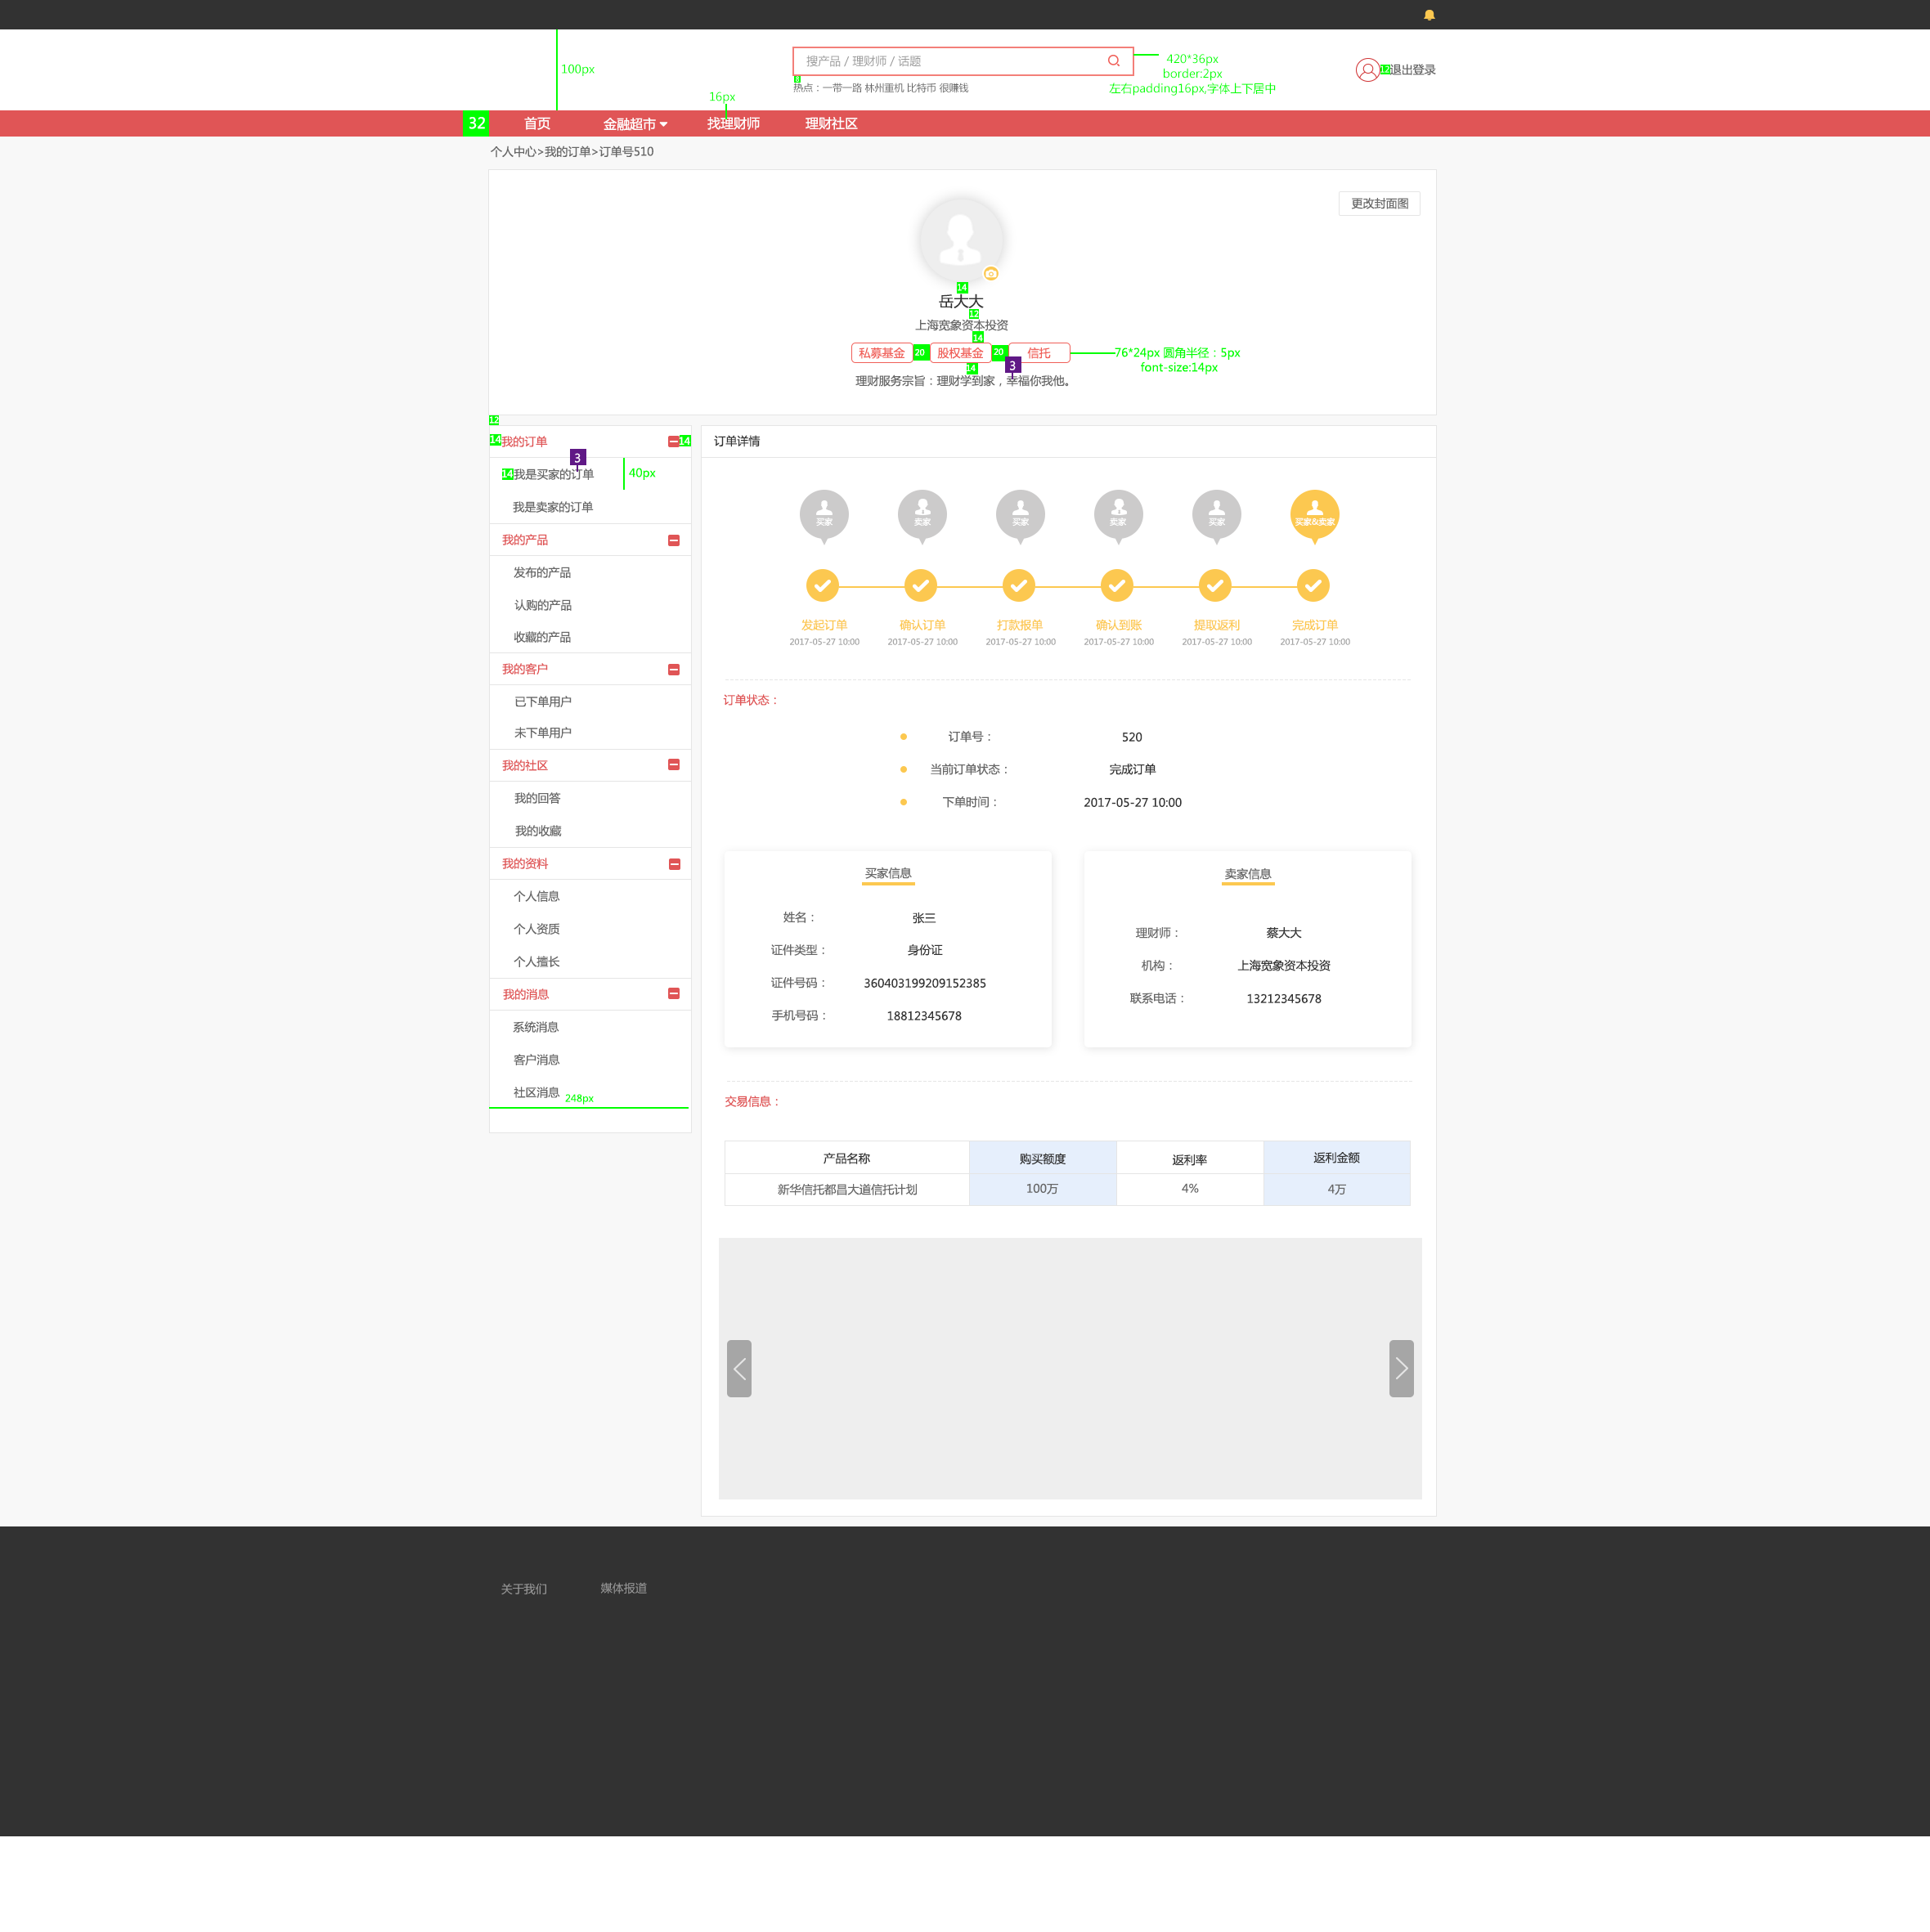 100px
搜产品 / 理财师 / 话题
420*36px
border:2px
左右padding16px,字体上下居中
12 退出登录
8
热点：一带一路 林州重机 比特币 很赚钱
16px
32 首页 金融超市 找理财师 理财社区
个人中心>我的订单>订单号510
更改封面图
14
岳大大
12
上海宽象资本投资
14
私募基金 20 股权基金 20 信托
76*24px 圆角半径：5px
font-size:14px
3
14
理财服务宗旨：理财学到家，幸福你我他。
12
14 我的订单 14
3
14 我是买家的订单 40px
我是卖家的订单
我的产品
发布的产品
认购的产品
收藏的产品
我的客户
已下单用户
未下单用户
我的社区
我的回答
我的收藏
我的资料
个人信息
个人资质
个人擅长
我的消息
系统消息
客户消息
社区消息
248px
订单详情
买家 卖家 买家 卖家 买家 买家&卖家
发起订单 确认订单 打款报单 确认到账 提取返利 完成订单
2017-05-27 10:00 2017-05-27 10:00 2017-05-27 10:00 2017-05-27 10:00 2017-05-27 10:00 2017-05-27 10:00
订单状态：
订单号： 520
当前订单状态： 完成订单
下单时间： 2017-05-27 10:00
买家信息
姓名： 张三
证件类型： 身份证
证件号码： 360403199209152385
手机号码： 18812345678
卖家信息
理财师： 蔡大大
机构： 上海宽象资本投资
联系电话： 13212345678
交易信息：
产品名称 购买额度 返利率 返利金额
新华信托都昌大道信托计划 100万 4% 4万
关于我们 媒体报道